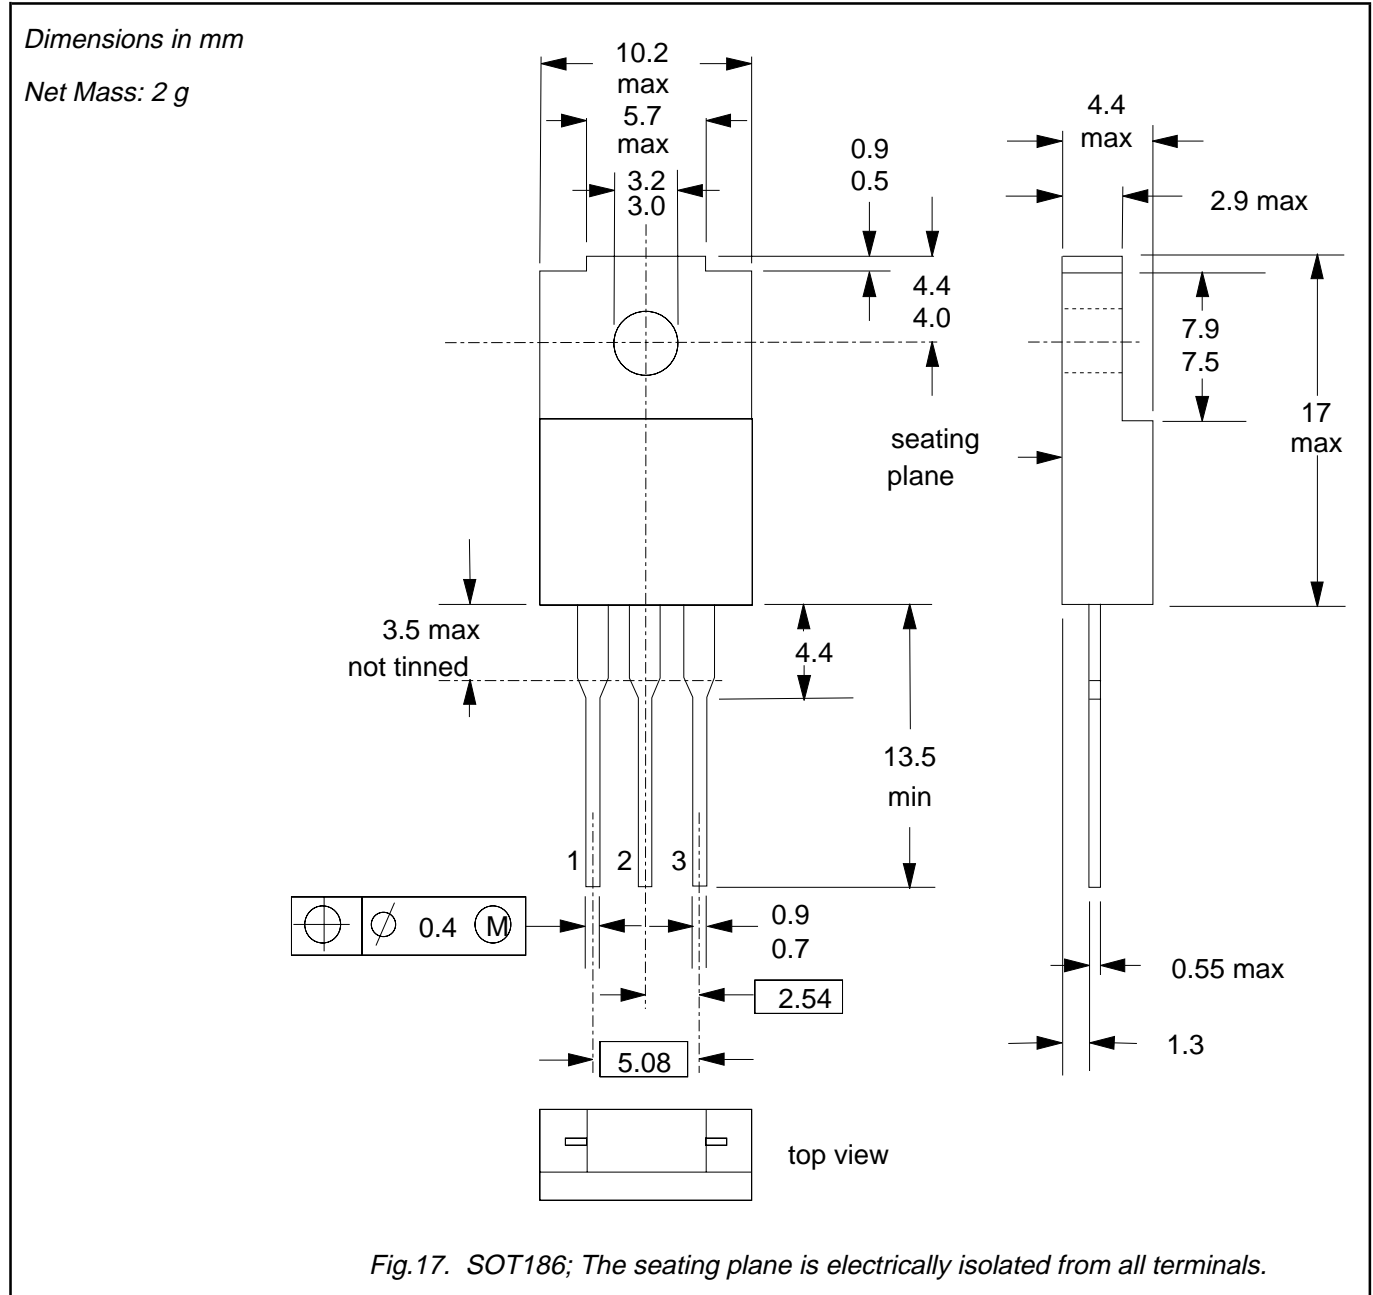 Dimensions in mm
Net Mass: 2 g
10.2
max
5.7
max
3.2
3.0
0.9
0.5
4.4
4.0
4.4
max
2.9 max
7.9
7.5
17
max
seating
plane
3.5 max
not tinned
4.4
13.5
min
1 2 3
⌀ 0.4 Ⓜ
0.9
0.7
2.54
5.08
0.55 max
1.3
top view
Fig.17. SOT186; The seating plane is electrically isolated from all terminals.